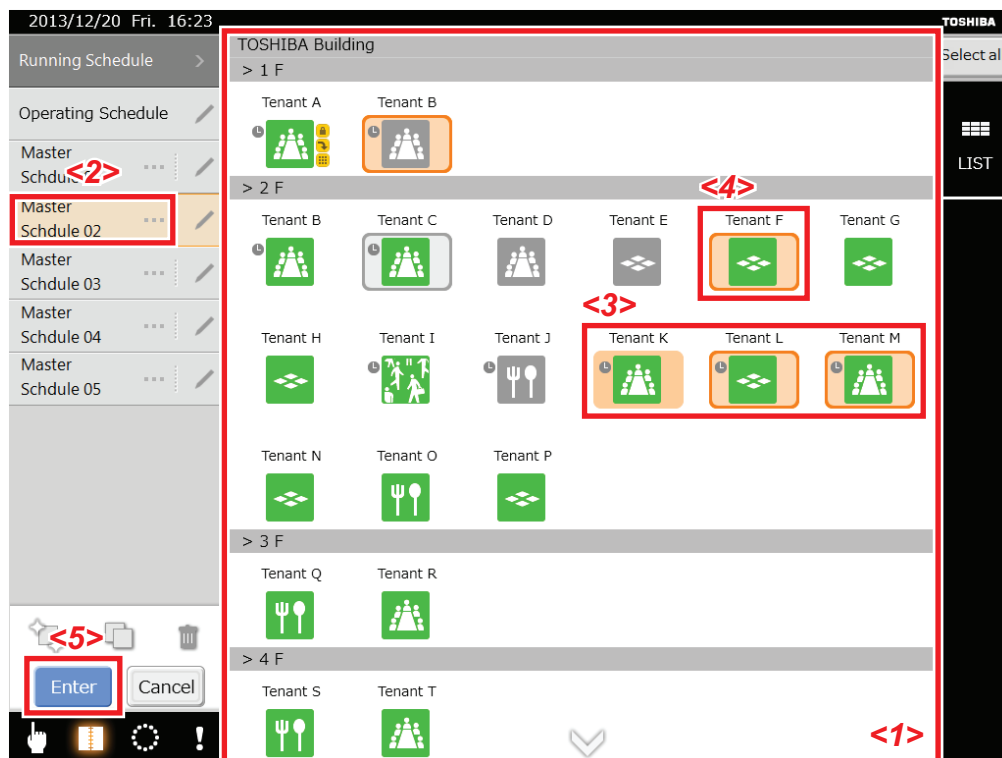 2013/12/20 Fri. 16:23
TOSHIBA
Running Schedule >
TOSHIBA Building
Select al
> 1 F
Operating Schedule
Tenant A Tenant B
LIST
Master
Schdule
<2>
> 2 F
<4>
Master
Schdule 02
Tenant B Tenant C Tenant D Tenant E Tenant F Tenant G
Master
Schdule 03
<3>
Master
Schdule 04
Tenant H Tenant I Tenant J Tenant K Tenant L Tenant M
Master
Schdule 05
Tenant N Tenant O Tenant P
> 3 F
Tenant Q Tenant R
<5>
> 4 F
Enter Cancel
Tenant S Tenant T
<1>